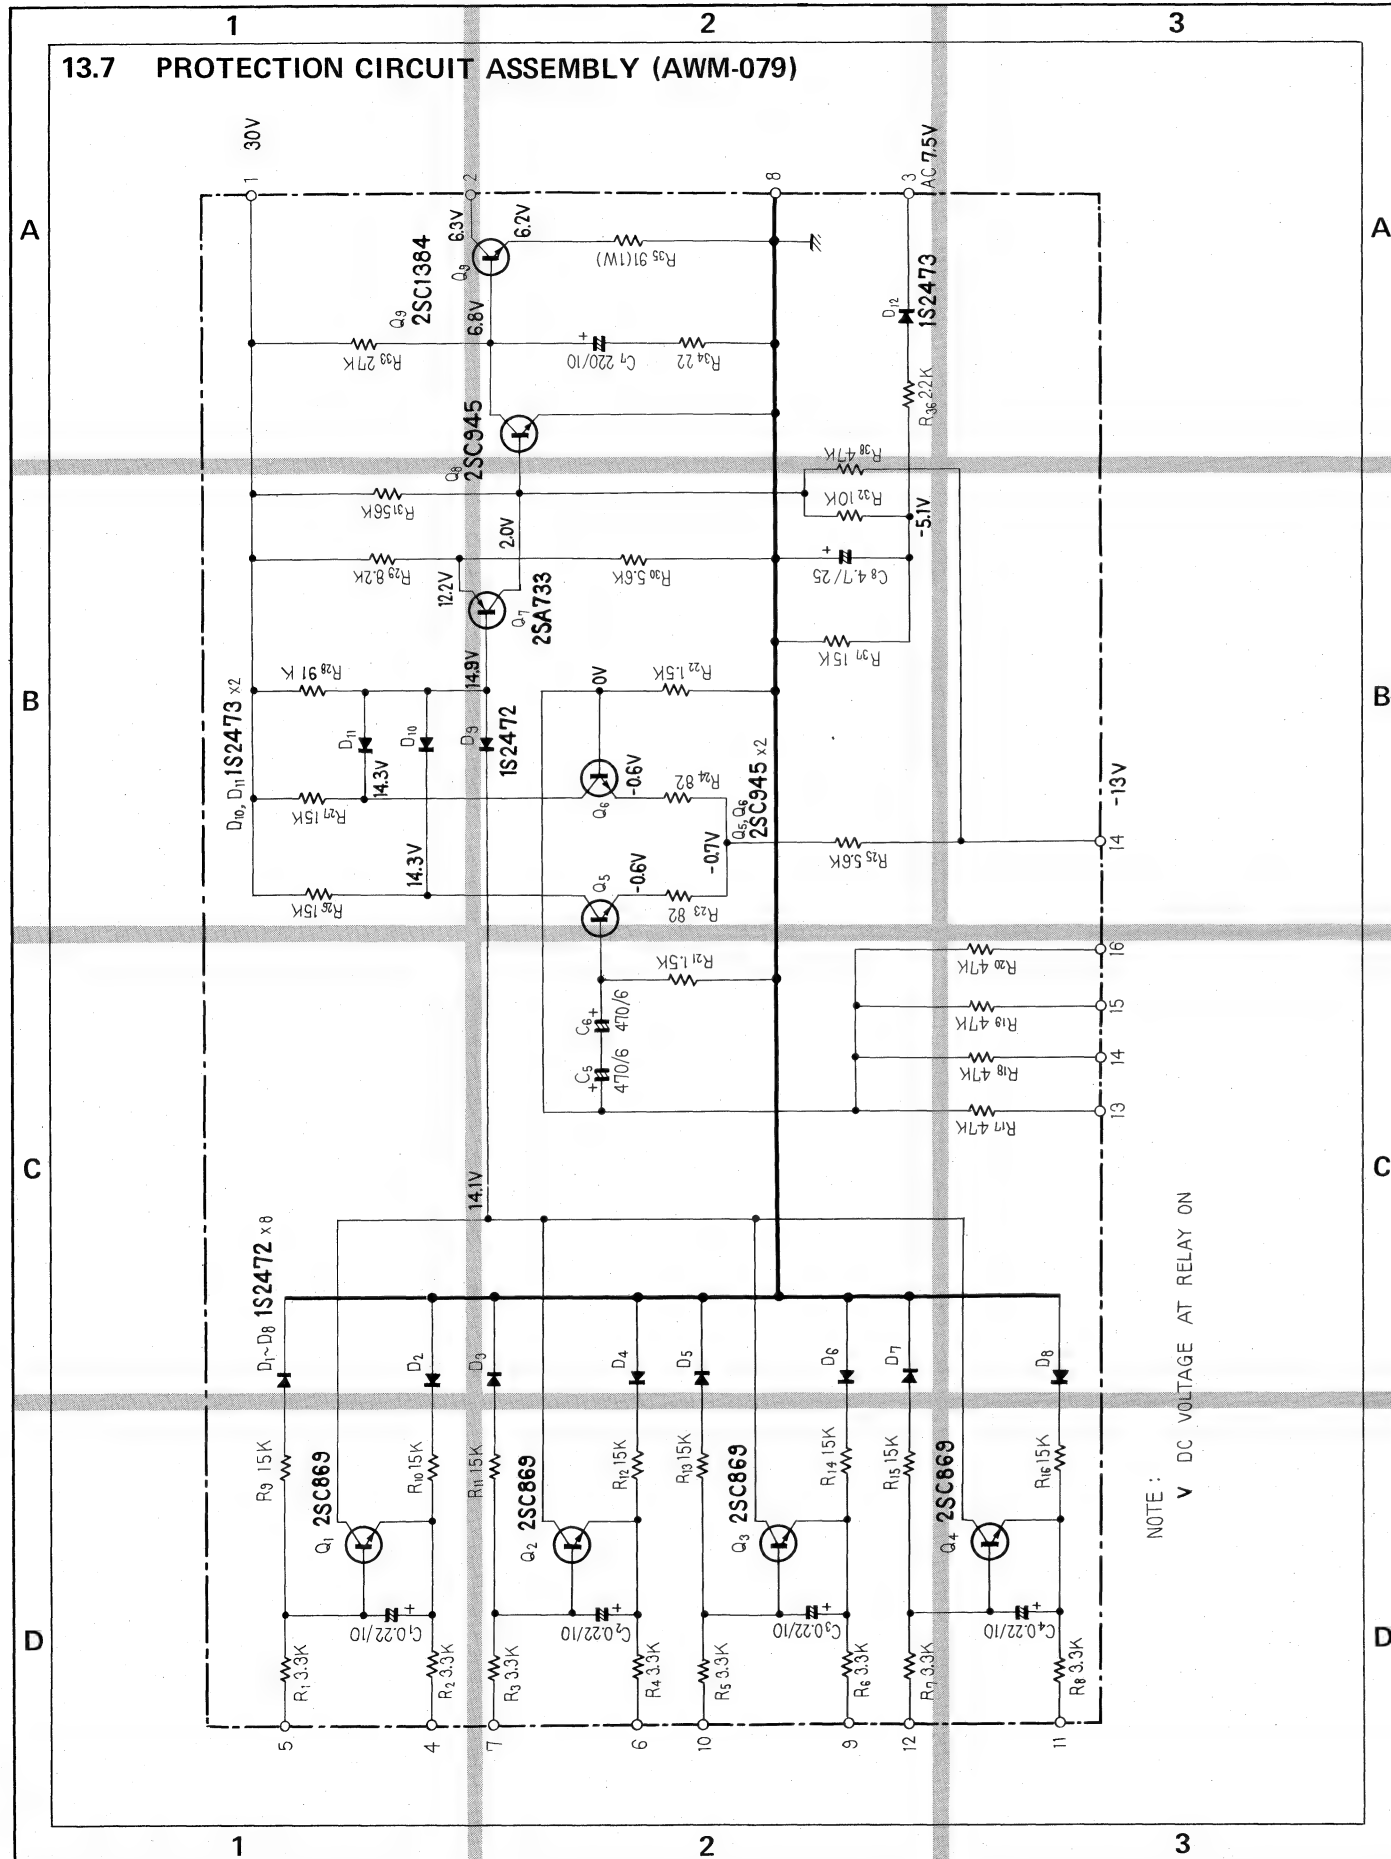 1 2 3
13.7 PROTECTION CIRCUIT ASSEMBLY (AWM-079)
A
A
B
B
C
C
D
D
1 30V
2
8
3 AC 7.5V
6.3V
6.2V
Q9
Q9
2SC1384
6.8V
R35 91(1W)
R33 27K
C7 220/10
+
R34 22
D12
1S2473
R36 2.2K
Q8
2SC945
R38 47K
R32 10K
-5.1V
R31 56K
2.0V
R29 8.2K
12.2V
R30 5.6K
C8 4.7/25
+
Q7
2SA733
R37 15K
R28 91K
14.9V
0V
R22 1.5K
D10, D11 1S2473 x2
D11
D10
D9
1S2472
14.3V
R27 15K
Q6
-0.6V
R24 82
Q5, Q6
2SC945 x2
-0.7V
R25 5.6K
14 -13V
14.3V
R26 15K
Q5
-0.6V
R23 82
R21 1.5K
C6 +
470/6
C5
+
470/6
R20 47K
16
R19 47K
15
R18 47K
14
R17 47K
13
14.1V
D1~D8 1S2472 x8
D2
D3
D4
D5
D6
D7
D8
R9 15K
R10 15K
R11 15K
R12 15K
R13 15K
R14 15K
R15 15K
R16 15K
Q1
2SC869
Q2
2SC869
Q3
2SC869
Q4
2SC869
C1 0.22/10
+
C2 0.22/10
+
C3 0.22/10
+
C4 0.22/10
+
R1 3.3K
R2 3.3K
R3 3.3K
R4 3.3K
R5 3.3K
R6 3.3K
R7 3.3K
R8 3.3K
5
4
7
6
10
9
12
11
NOTE :
V DC VOLTAGE AT RELAY ON
1 2 3